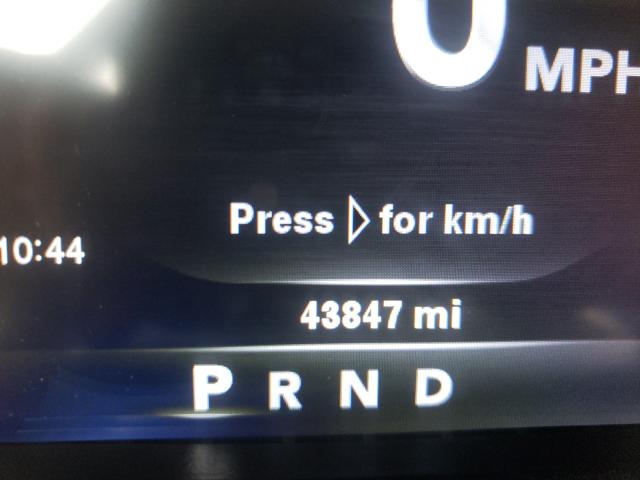 0 MPH
Press ▷ for km/h
10:44
43847 mi
P R N D